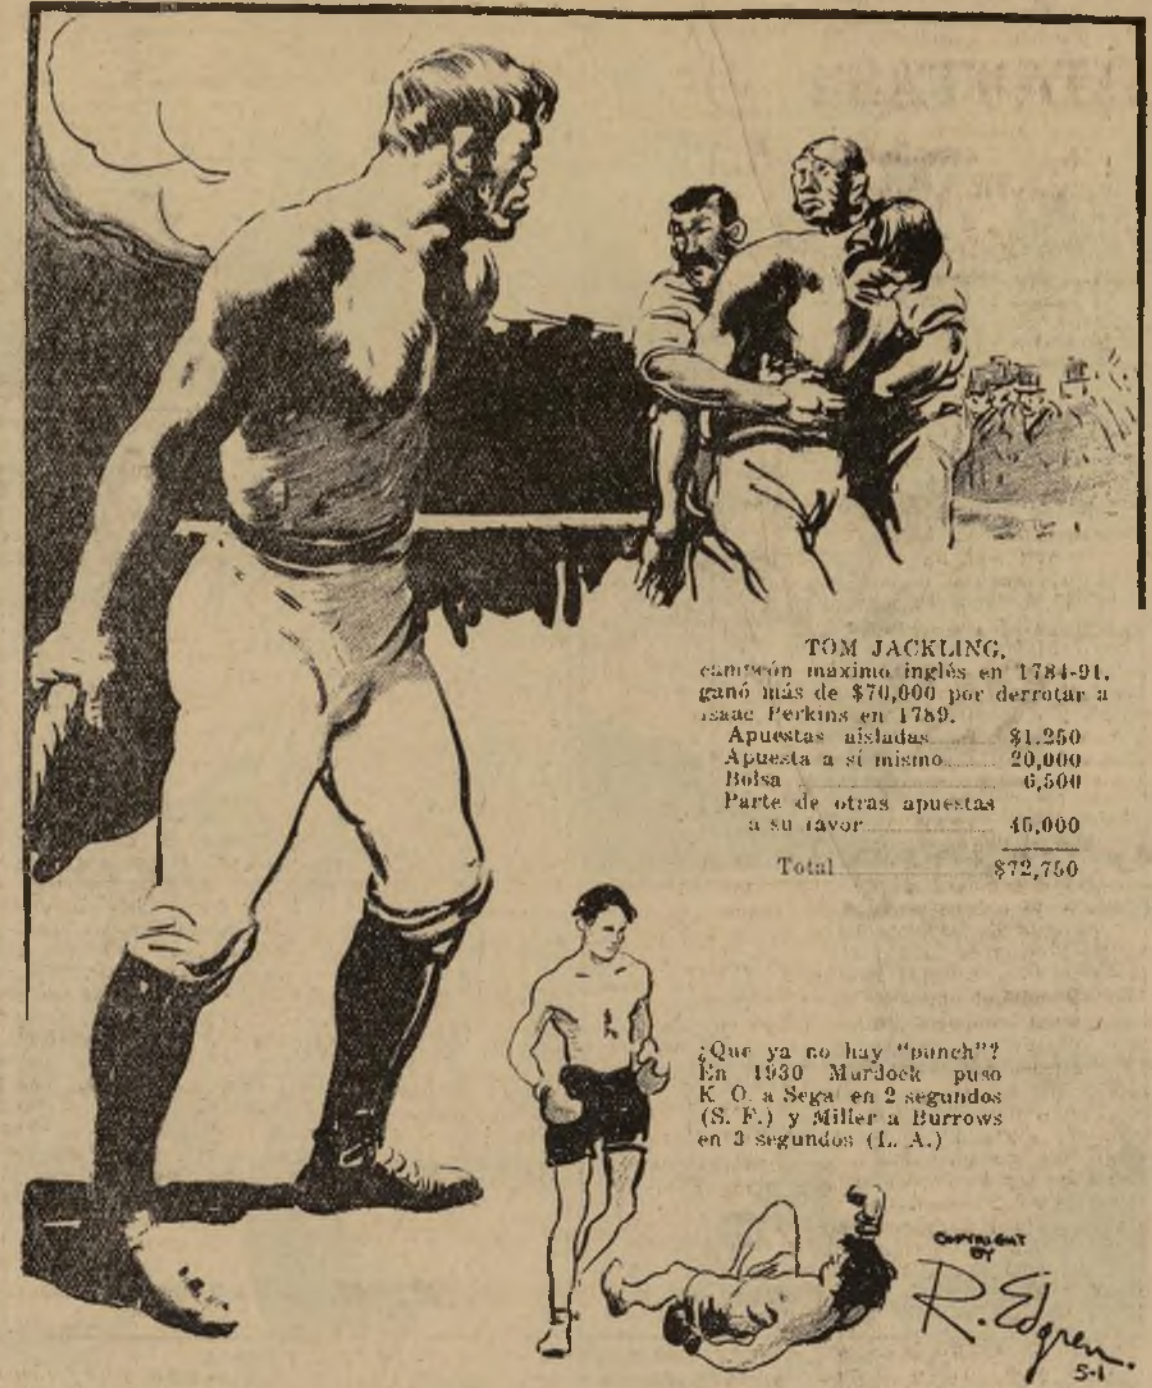 TOM JACKLING,
campeón máximo inglés en 1784-91,
ganó más de $70,000 por derrotar a
Isaac Perkins en 1789.
Apuestas aisladas $1.250
Apuesta a sí mismo 20,000
Bolsa 6,500
Parte de otras apuestas
a su favor 45,000
Total $72,750
¿Que ya no hay "punch"?
En 1930 Murdock puso
K. O. a Sega en 2 segundos
(S. F.) y Miller a Burrows
en 3 segundos (L. A.)
COPYRIGHT
BY
R. Edgren.
5-1